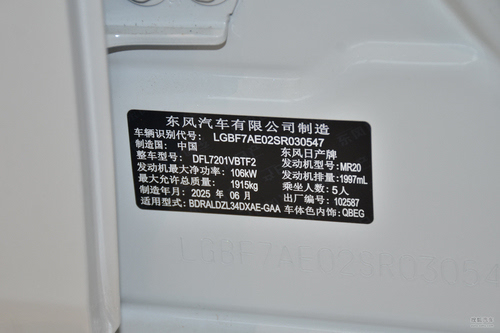 东风汽车有限公司制造
车辆识别代号: LGBF7AE02SR030547
制造国: 中国 东风日产牌
整车型号: DFL7201VBTF2 发动机型号: MR20
发动机最大净功率: 106kW 发动机排量: 1997mL
最大允许总质量: 1915kg 乘坐人数: 5人
制造年月: 2025 年 06 月 出厂编号: 102587
适用型号: BDRALDZL34DXAE-GAA 车体色内饰: QBEG
LGBF7AE02SR03054